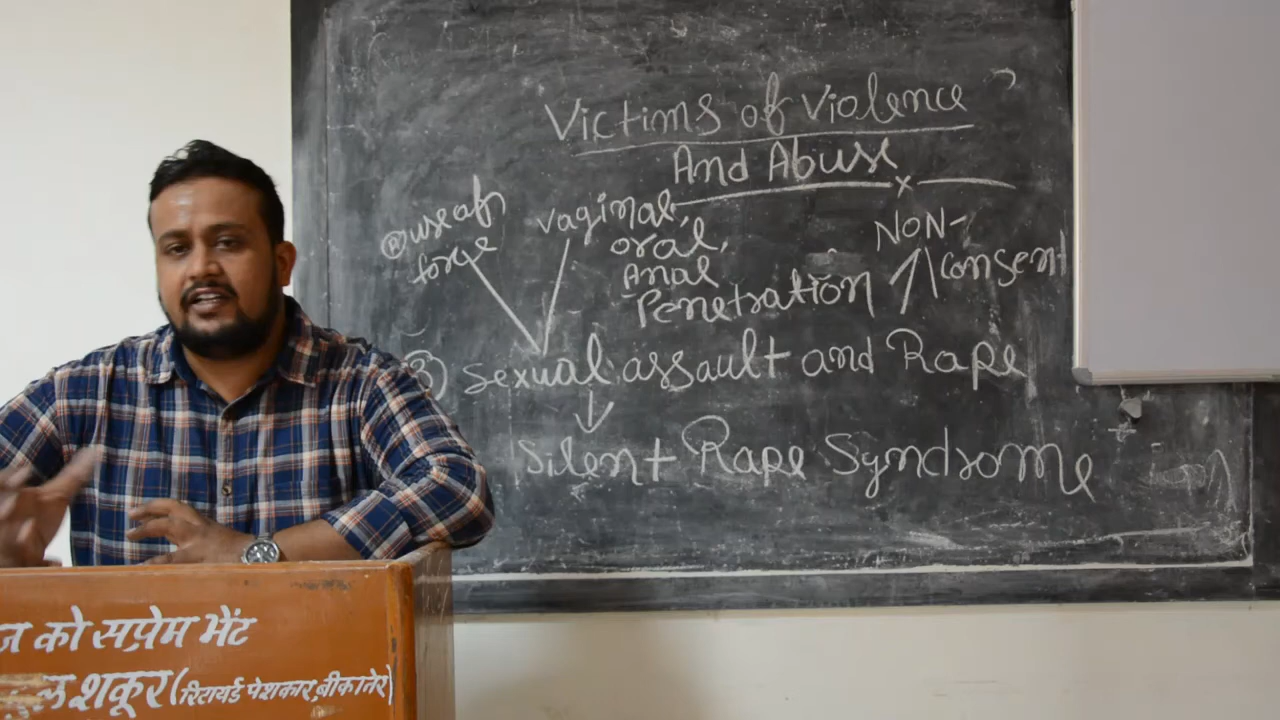 Victims of Violence
And Abuse
x
@ use of
force
vaginal,
oral,
Anal
Penetration
NON-
consent
3) Sexual assault and Rape
Silent Rape Syndrome
ज को सप्रेम भेंट
शकूर (रिटायर्ड पेशकार, बीकानेर)